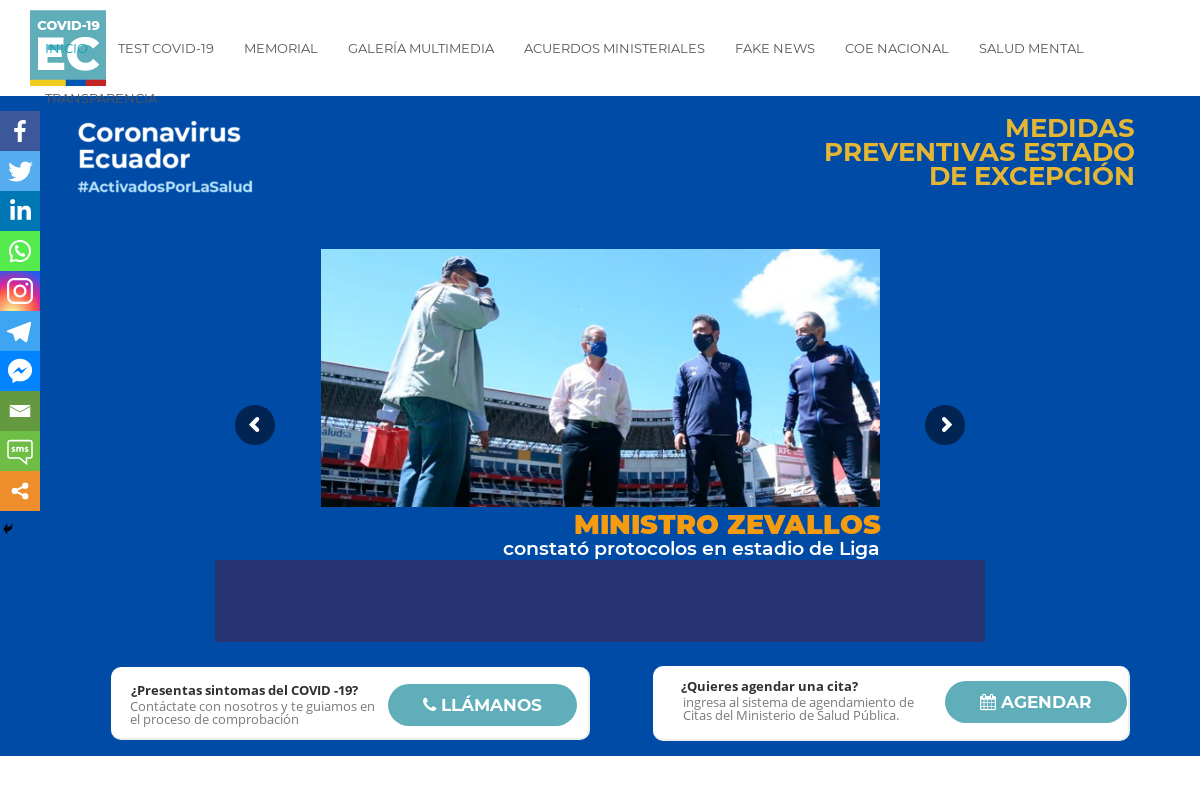 COVID-19
EC
INICIO
TEST COVID-19
MEMORIAL
GALERÍA MULTIMEDIA
ACUERDOS MINISTERIALES
FAKE NEWS
COE NACIONAL
SALUD MENTAL
TRANSPARENCIA
Coronavirus
Ecuador
#ActivadosPorLaSalud
MEDIDAS
PREVENTIVAS ESTADO
DE EXCEPCIÓN
sms
MINISTRO ZEVALLOS
constató protocolos en estadio de Liga
¿Presentas sintomas del COVID -19?
Contáctate con nosotros y te guiamos en
el proceso de comprobación
LLÁMANOS
¿Quieres agendar una cita?
ingresa al sistema de agendamiento de
Citas del Ministerio de Salud Pública.
AGENDAR